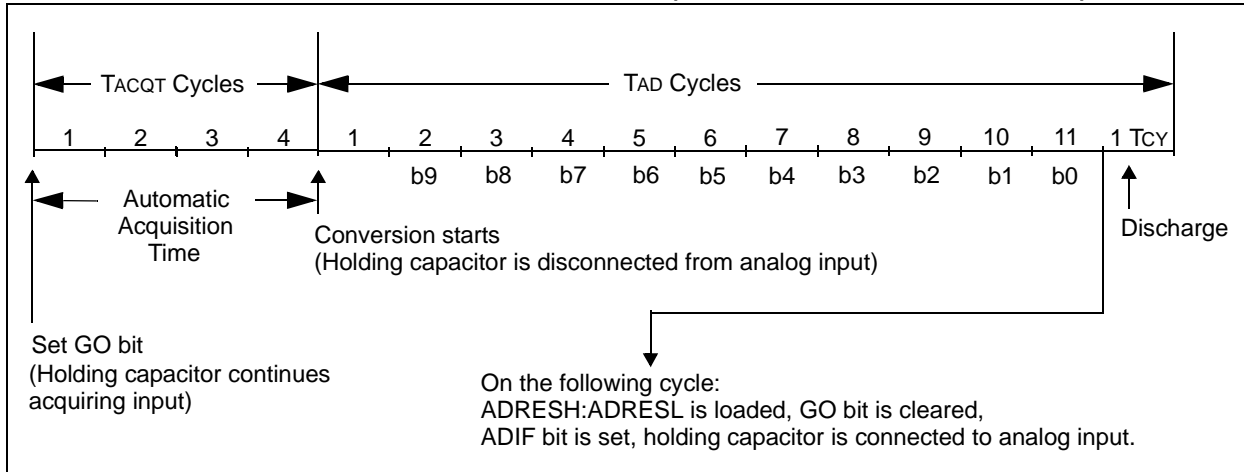 TACQT Cycles
TAD Cycles
1 2 3 4 1 2 3 4 5 6 7 8 9 10 11 1 TCY
b9 b8 b7 b6 b5 b4 b3 b2 b1 b0
Automatic
Acquisition
Time
Conversion starts
(Holding capacitor is disconnected from analog input)
Discharge
Set GO bit
(Holding capacitor continues
acquiring input)
On the following cycle:
ADRESH:ADRESL is loaded, GO bit is cleared,
ADIF bit is set, holding capacitor is connected to analog input.